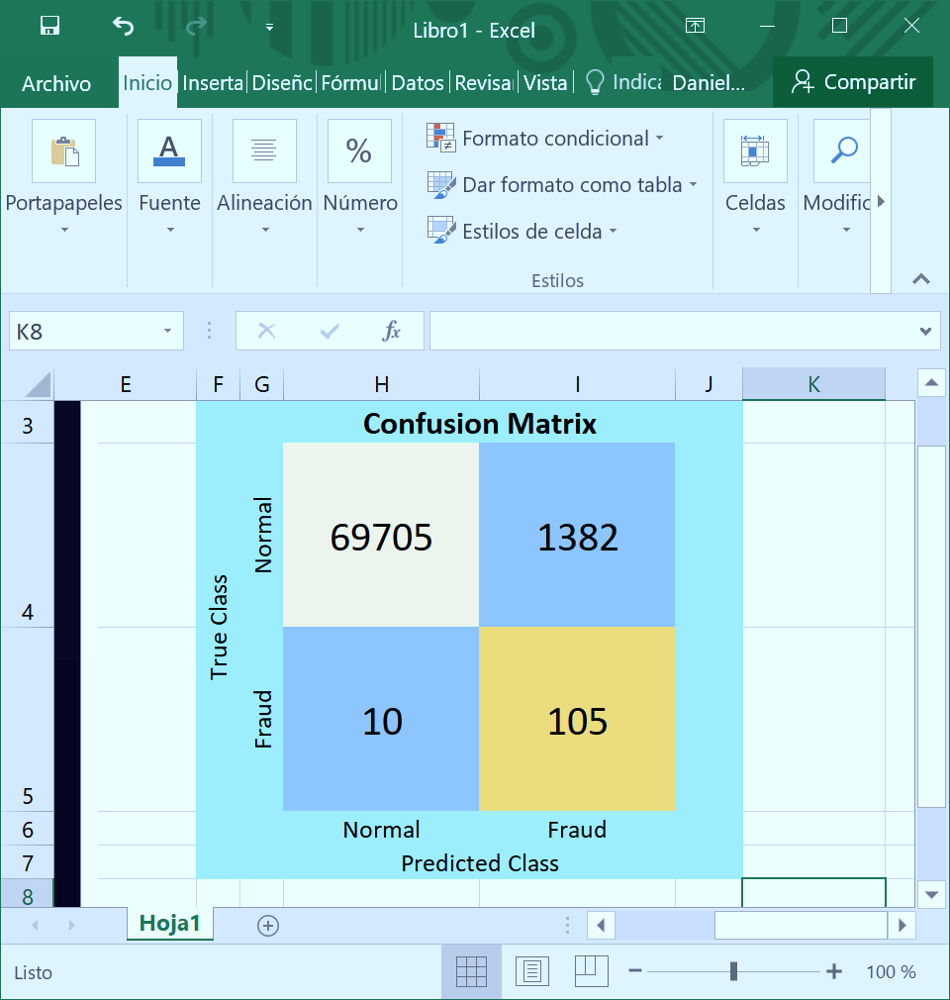 Libro1 - Excel
Archivo Inicio Inserta Diseñc Fórmu Datos Revisa Vista Indica Daniel... Compartir
Portapapeles Fuente Alineación Número Formato condicional Dar formato como tabla Estilos de celda Celdas Modific
Estilos
K8 fx
E F G H I J K
3 Confusion Matrix
4 True Class Normal 69705 1382
5 Fraud 10 105
6 Normal Fraud
7 Predicted Class
8
Hoja1
Listo 100 %